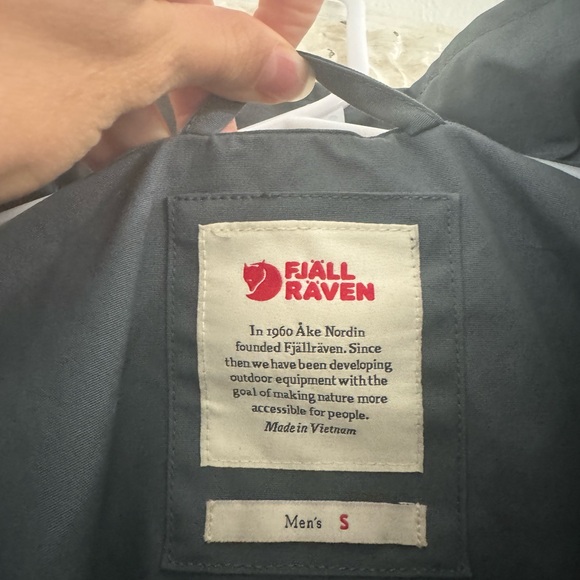 FJÄLL
RÄVEN
In 1960 Åke Nordin
founded Fjällräven. Since
then we have been developing
outdoor equipment with the
goal of making nature more
accessible for people.
Made in Vietnam
Men's S